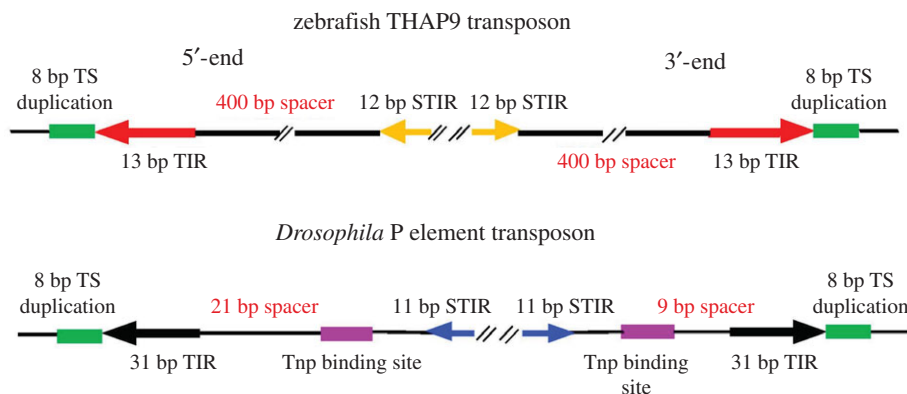 zebrafish THAP9 transposon
5′-end
3′-end
8 bp TS
duplication
400 bp spacer
12 bp STIR
12 bp STIR
8 bp TS
duplication
13 bp TIR
400 bp spacer
13 bp TIR
Drosophila P element transposon
8 bp TS
duplication
21 bp spacer
11 bp STIR
11 bp STIR
9 bp spacer
8 bp TS
duplication
31 bp TIR
Tnp binding site
Tnp binding
site
31 bp TIR